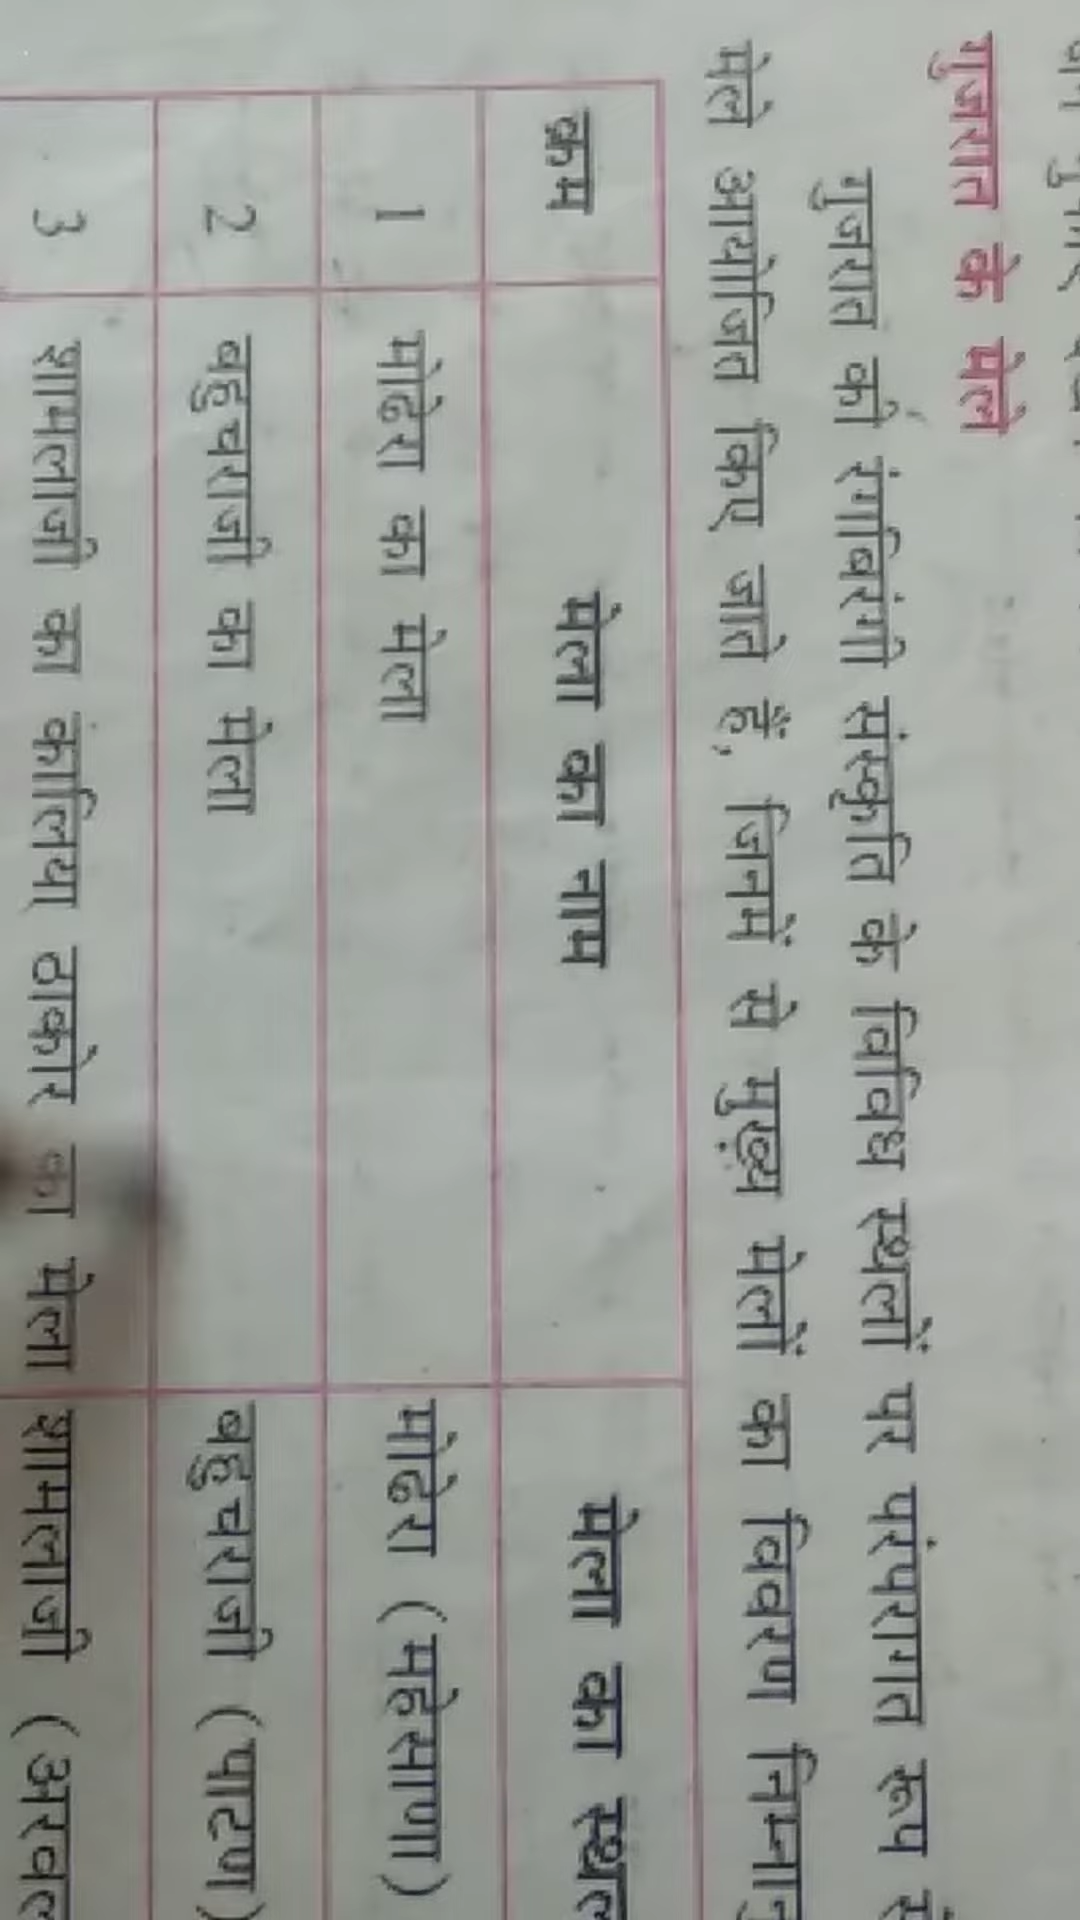 गुजरात के मेले
गुजरात की रंगबिरंगी संस्कृति के विविध स्थलों पर परंपरागत रूप
मेले आयोजित किए जाते हैं, जिनमें से मुख्य मेलों का विवरण
क्रम मेला का नाम मेला का स्थल
1 मोढेरा का मेला मोढेरा (महेसाणा)
2 बहुचराजी का मेला बहुचराजी (पाटण)
3 शामलाजी का कालिया ठाकोर का मेला शामलाजी